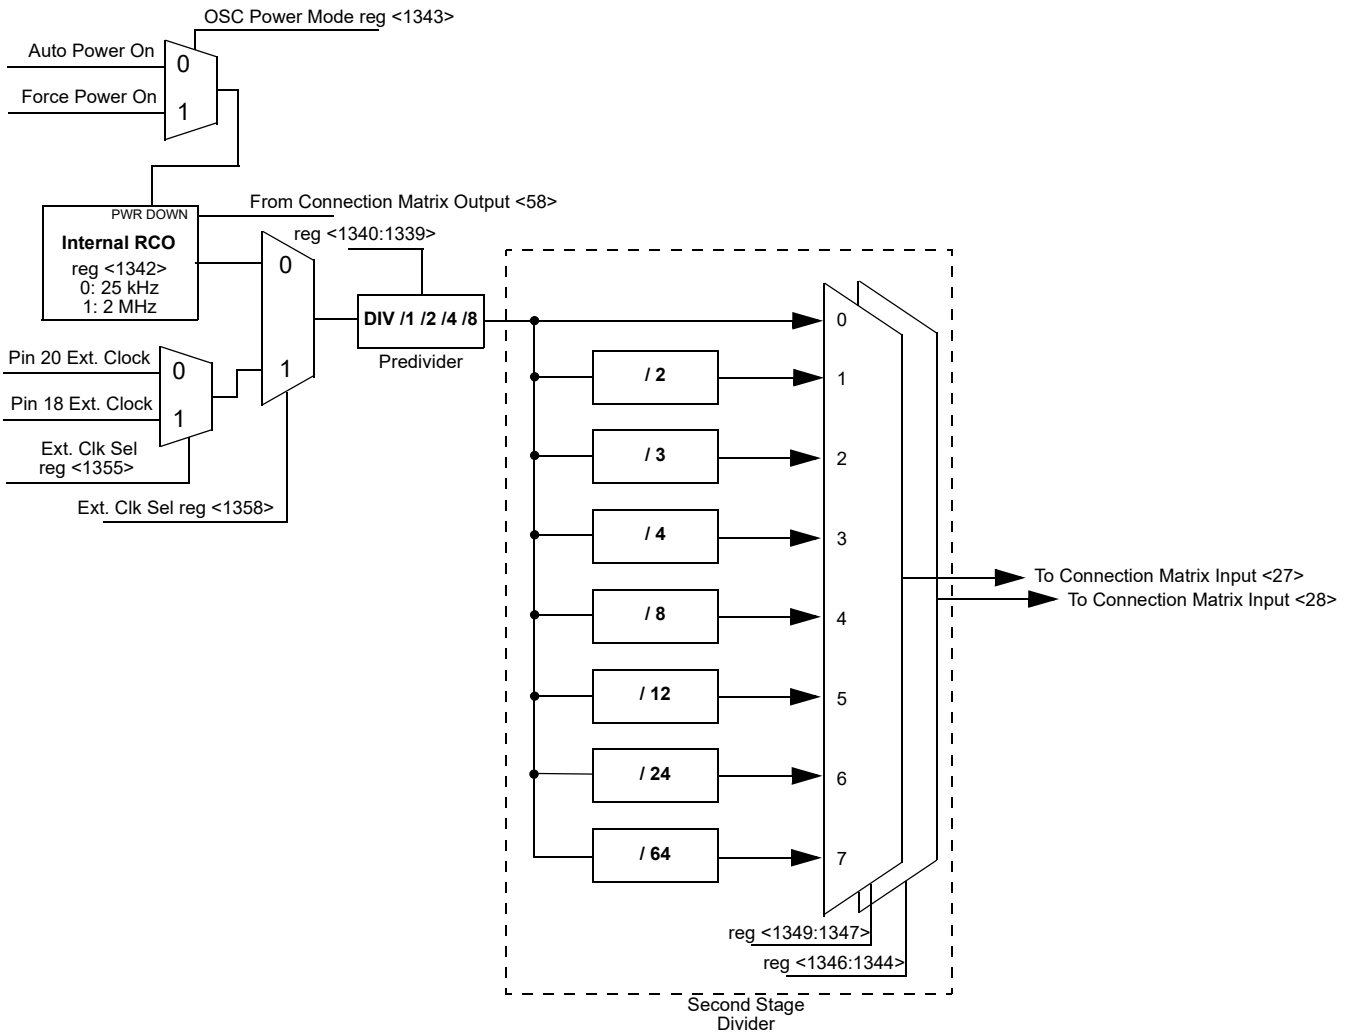 OSC Power Mode reg <1343>
Auto Power On
0
Force Power On
1
From Connection Matrix Output <58>
PWR DOWN
reg <1340:1339>
Internal RCO
reg <1342>
0: 25 kHz
1: 2 MHz
0
DIV /1 /2 /4 /8
Predivider
Pin 20 Ext. Clock
0
1
Pin 18 Ext. Clock
1
Ext. Clk Sel
reg <1355>
Ext. Clk Sel reg <1358>
0
/ 2
1
/ 3
2
/ 4
3
To Connection Matrix Input <27>
To Connection Matrix Input <28>
/ 8
4
/ 12
5
/ 24
6
/ 64
7
reg <1349:1347>
reg <1346:1344>
Second Stage
Divider